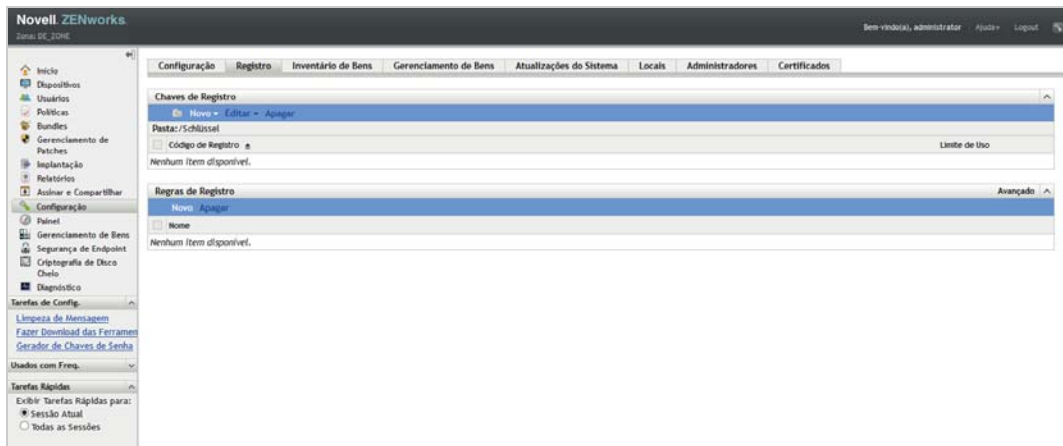 Novell. ZENworks.
Zona: DE_ZONE
Bem-vindo(a), administrator Ajuda Logout
Início
Dispositivos
Usuários
Políticas
Bundles
Gerenciamento de
Patches
Implantação
Relatórios
Assinar e Compartilhar
Configuração
Painel
Gerenciamento de Bens
Segurança de Endpoint
Criptografia de Disco
Cheio
Diagnóstico
Tarefas de Config.
Limpeza de Mensagem
Fazer Download das Ferramen
Gerador de Chaves de Senha
Usados com Freq.
Tarefas Rápidas
Exibir Tarefas Rápidas para:
Sessão Atual
Todas as Sessões
Configuração Registro Inventário de Bens Gerenciamento de Bens Atualizações do Sistema Locais Administradores Certificados
Chaves de Registro
Novo Editar Apagar
Pasta:/Schlüssel
Código de Registro Limite de Uso
Nenhum item disponível.
Regras de Registro Avançado
Novo Apagar
Nome
Nenhum item disponível.